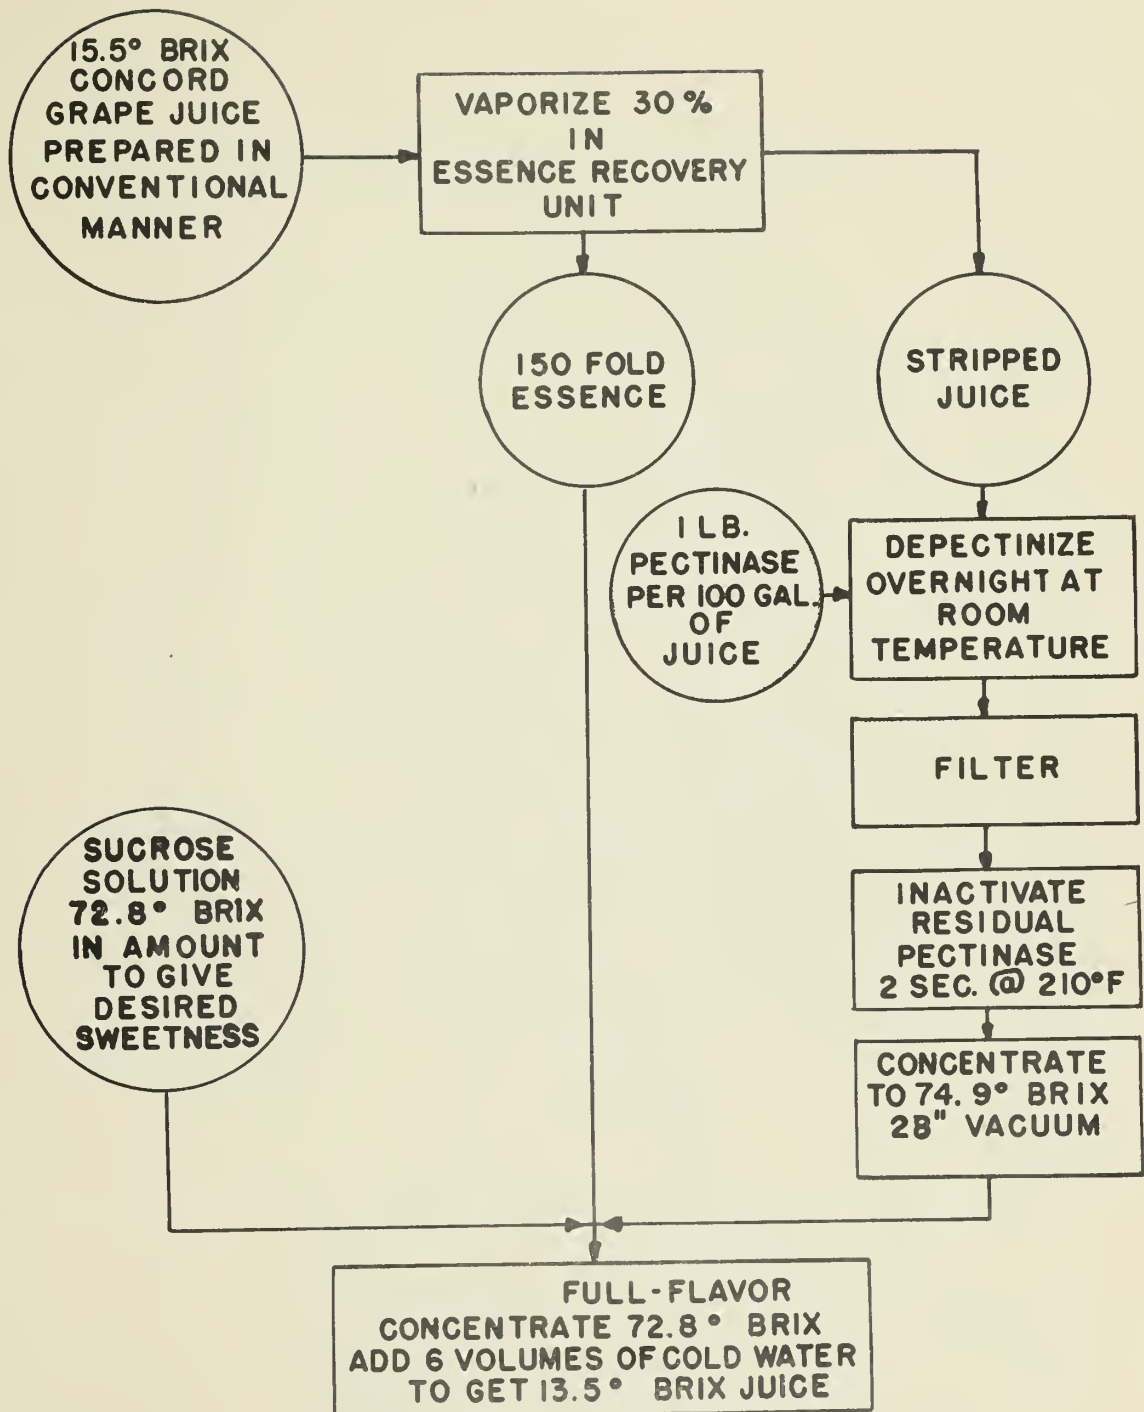 15.5° BRIX
CONCORD
GRAPE JUICE
PREPARED IN
CONVENTIONAL
MANNER
VAPORIZE 30%
IN
ESSENCE RECOVERY
UNIT
150 FOLD
ESSENCE
STRIPPED
JUICE
1 LB.
PECTINASE
PER 100 GAL.
OF
JUICE
DEPECTINIZE
OVERNIGHT AT
ROOM
TEMPERATURE
FILTER
INACTIVATE
RESIDUAL
PECTINASE
2 SEC. @ 210°F
CONCENTRATE
TO 74.9° BRIX
28" VACUUM
SUCROSE
SOLUTION
72.8° BRIX
IN AMOUNT
TO GIVE
DESIRED
SWEETNESS
FULL-FLAVOR
CONCENTRATE 72.8° BRIX
ADD 6 VOLUMES OF COLD WATER
TO GET 13.5° BRIX JUICE